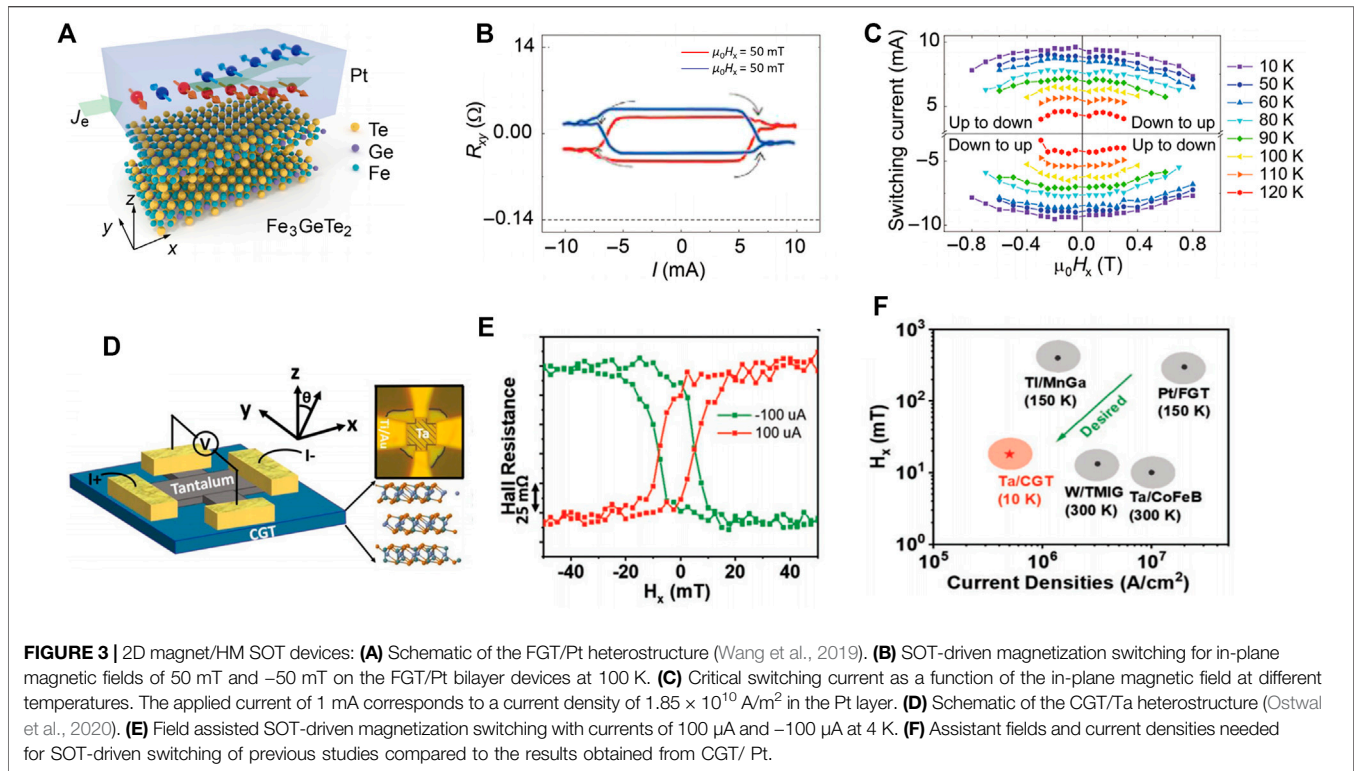 A
Pt
Je
Te
Ge
Fe
z
y
x
Fe3GeTe2
B
μ0Hx = 50 mT
μ0Hx = 50 mT
14
0.00
−0.14
Rxy (Ω)
−10 −5 0 5 10
I (mA)
C
Switching current (mA)
10
5
−5
−10
Up to down Down to up
Down to up Up to down
−0.8 −0.4 0.0 0.4 0.8
μ0Hx (T)
10 K
50 K
60 K
80 K
90 K
100 K
110 K
120 K
D
z
θ
y
x
V
I+
I-
Tantalum
CGT
Ti/Au
Ta
E
Hall Resistance
25 mΩ
-100 uA
100 uA
-40 -20 0 20 40
Hx (mT)
F
Hx (mT)
10^3
10^2
10^1
10^0
Tl/MnGa
(150 K)
Pt/FGT
(150 K)
Desired
Ta/CGT
(10 K)
W/TMIG
(300 K)
Ta/CoFeB
(300 K)
10^5 10^6 10^7
Current Densities (A/cm^2)
FIGURE 3 | 2D magnet/HM SOT devices: (A) Schematic of the FGT/Pt heterostructure (Wang et al., 2019). (B) SOT-driven magnetization switching for in-plane
magnetic fields of 50 mT and −50 mT on the FGT/Pt bilayer devices at 100 K. (C) Critical switching current as a function of the in-plane magnetic field at different
temperatures. The applied current of 1 mA corresponds to a current density of 1.85 × 10^10 A/m^2 in the Pt layer. (D) Schematic of the CGT/Ta heterostructure (Ostwal
et al., 2020). (E) Field assisted SOT-driven magnetization switching with currents of 100 μA and −100 μA at 4 K. (F) Assistant fields and current densities needed
for SOT-driven switching of previous studies compared to the results obtained from CGT/ Pt.